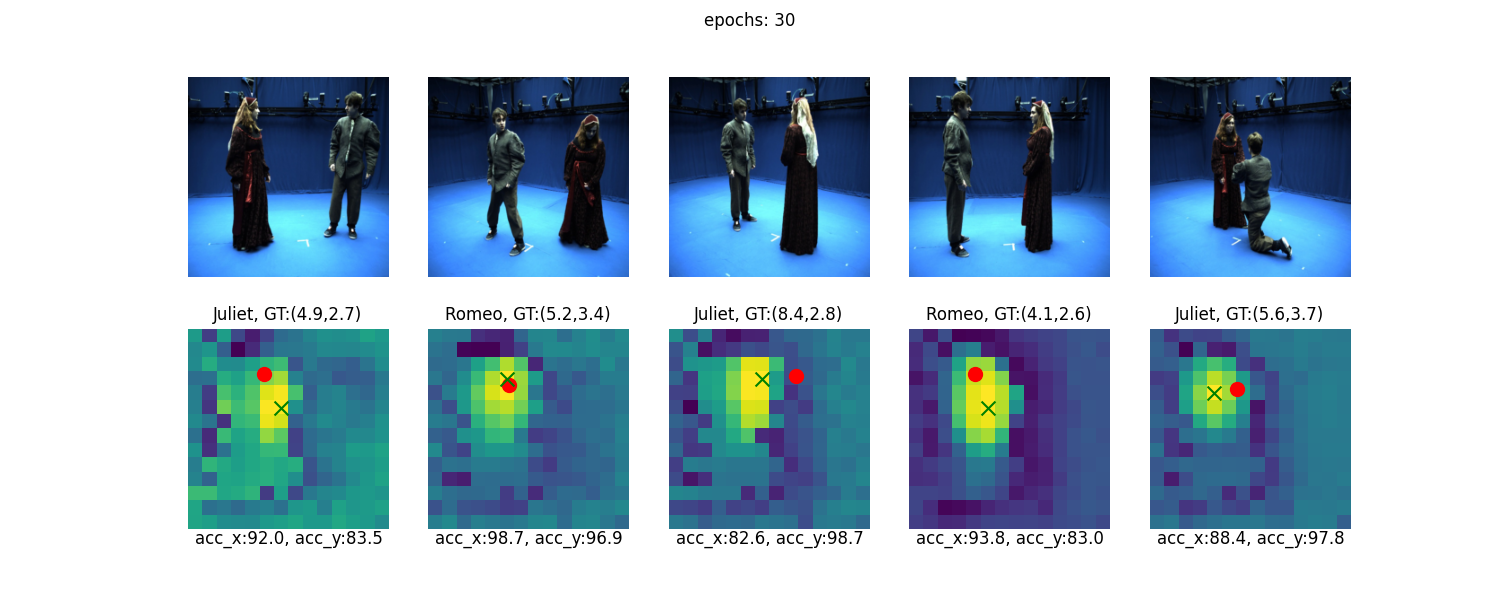 epochs: 30
Juliet, GT:(4.9,2.7)
Romeo, GT:(5.2,3.4)
Juliet, GT:(8.4,2.8)
Romeo, GT:(4.1,2.6)
Juliet, GT:(5.6,3.7)
acc_x:92.0, acc_y:83.5
acc_x:98.7, acc_y:96.9
acc_x:82.6, acc_y:98.7
acc_x:93.8, acc_y:83.0
acc_x:88.4, acc_y:97.8